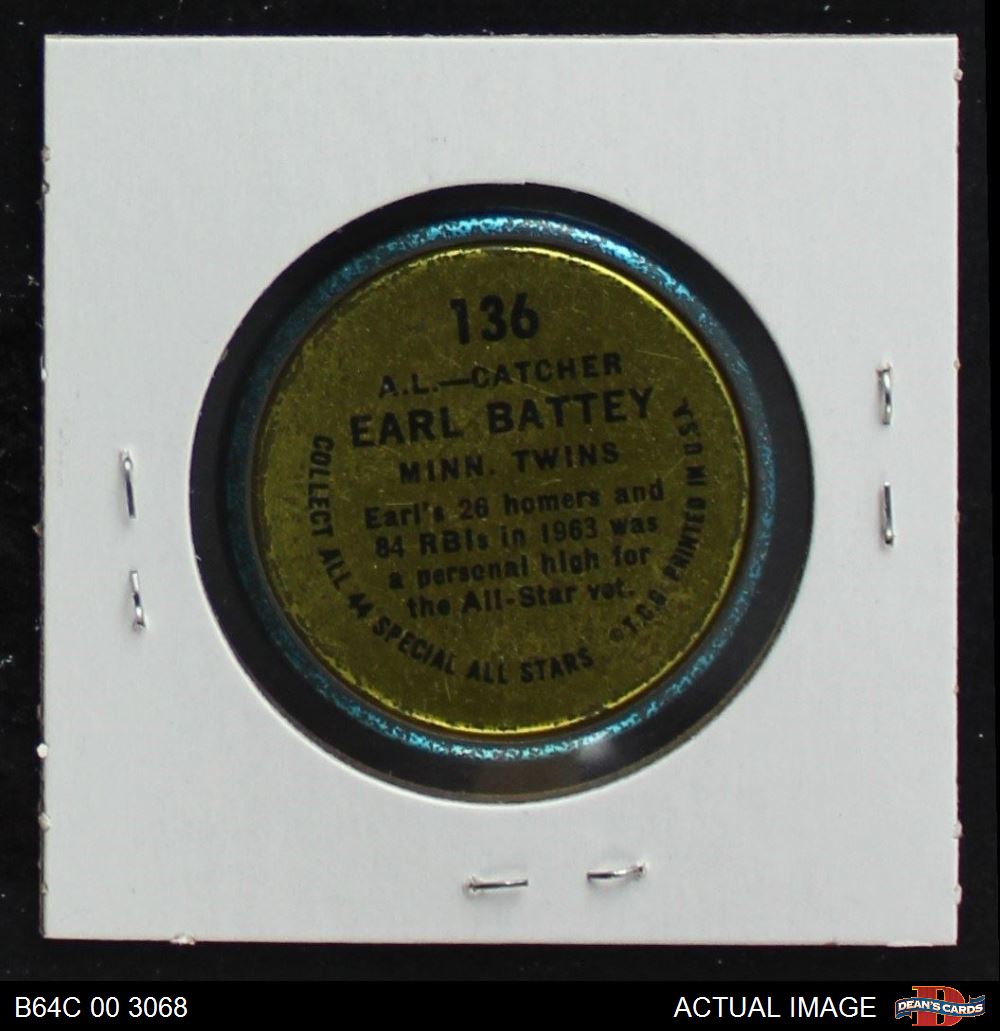 136
A.L.—CATCHER
EARL BATTEY
MINN. TWINS
Earl's 26 homers and
84 RBIs in 1963 was
a personal high for
the All-Star vet.
COLLECT ALL 44 SPECIAL ALL STARS
©T.C.G. PRINTED IN USA
B64C 00 3068
ACTUAL IMAGE
DEAN'S CARDS